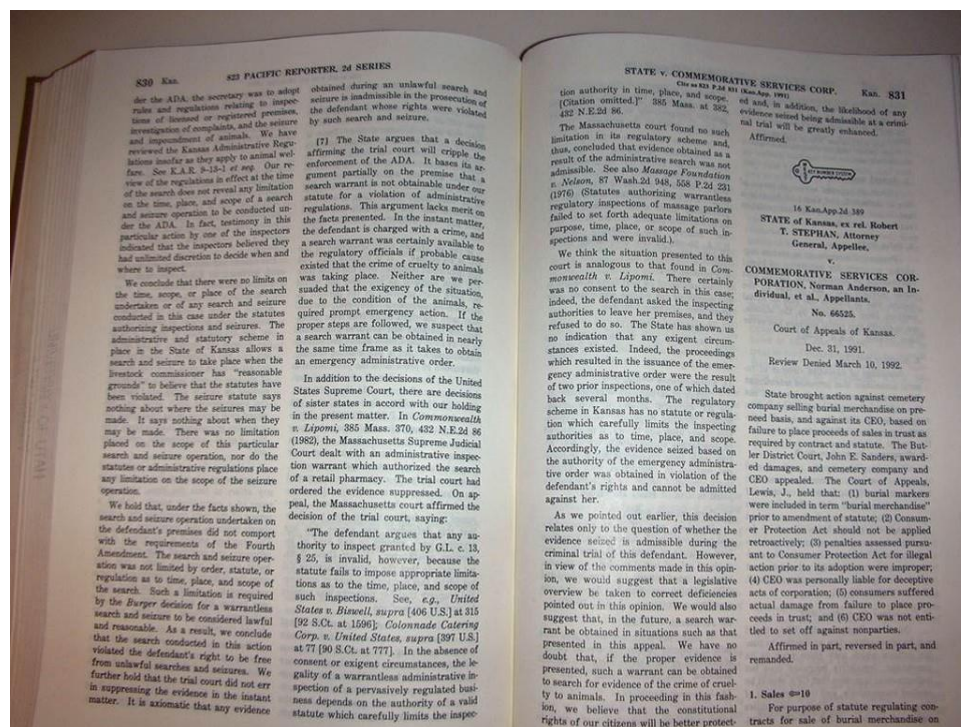 830 Kan.
823 PACIFIC REPORTER, 2d SERIES
der the ADA, the secretary was to adopt
rules and regulations relating to inspec-
tions of licensed or registered premises,
investigation of complaints, and the seizure
and impoundment of animals. We have
reviewed the Kansas Administrative Regu-
lations insofar as they apply to animal wel-
fare. See K.A.R. 9-13-1 et seq. Our re-
view of the regulations in effect at the time
of the search does not reveal any limitation
on the time, place, and scope of a search
and seizure operation to be conducted un-
der the ADA. In fact, testimony in this
particular action by one of the inspectors
indicated that the inspectors believed they
had unlimited discretion to decide when and
where to inspect.
We conclude that there were no limits on
the time, scope, or place of the search
undertaken or of any search and seizure
conducted in this case under the statutes
authorizing inspections and seizures. The
administrative and statutory scheme in
place in the State of Kansas allows a
search and seizure to take place when the
livestock commissioner has "reasonable
grounds" to believe that the statutes have
been violated. The seizure statute says
nothing about where the seizures may be
made. It says nothing about when they
may be made. There was no limitation
placed on the scope of this particular
search and seizure operation, nor do the
statutes or administrative regulations place
any limitation on the scope of the seizure
operation.
We hold that, under the facts shown, the
search and seizure operation undertaken on
the defendant's premises did not comport
with the requirements of the Fourth
Amendment. The search and seizure oper-
ation was not limited by order, statute, or
regulation as to time, place, and scope of
the search. Such a limitation is required
by the Burger decision for a warrantless
search and seizure to be considered lawful
and reasonable. As a result, we conclude
that the search conducted in this action
violated the defendant's right to be free
from unlawful searches and seizures. We
further hold that the trial court did not err
in suppressing the evidence in the instant
matter. It is axiomatic that any evidence
obtained during an unlawful search and
seizure is inadmissible in the prosecution of
the defendant whose rights were violated
by such search and seizure.
[7] The State argues that a decision
affirming the trial court will cripple the
enforcement of the ADA. It bases its ar-
gument partially on the premise that a
search warrant is not obtainable under our
statute for a violation of administrative
regulations. This argument lacks merit on
the facts presented. In the instant matter,
the defendant is charged with a crime, and
a search warrant was certainly available to
the regulatory officials if probable cause
existed that the crime of cruelty to animals
was taking place. Neither are we per-
suaded that the exigency of the situation,
due to the condition of the animals, re-
quired prompt emergency action. If the
proper steps are followed, we suspect that
a search warrant can be obtained in nearly
the same time frame as it takes to obtain
an emergency administrative order.
In addition to the decisions of the United
States Supreme Court, there are decisions
of sister states in accord with our holding
in the present matter. In Commonwealth
v. Lipomi, 385 Mass. 370, 432 N.E.2d 86
(1982), the Massachusetts Supreme Judicial
Court dealt with an administrative inspec-
tion warrant which authorized the search
of a retail pharmacy. The trial court had
ordered the evidence suppressed. On ap-
peal, the Massachusetts court affirmed the
decision of the trial court, saying:
"The defendant argues that any au-
thority to inspect granted by G.L. c. 13,
§ 25, is invalid, however, because the
statute fails to impose appropriate limita-
tions as to the time, place, and scope of
such inspections. See, e.g., United
States v. Biswell, supra [406 U.S.] at 315
[92 S.Ct. at 1596]; Colonnade Catering
Corp. v. United States, supra [397 U.S.]
at 77 [90 S.Ct. at 777]. In the absence of
consent or exigent circumstances, the le-
gality of a warrantless administrative in-
spection of a pervasively regulated busi-
ness depends on the authority of a valid
statute which carefully limits the inspec-
STATE v. COMMEMORATIVE SERVICES CORP.
Cite as 823 P.2d 831 (Kan.App. 1991)
Kan. 831
tion authority in time, place, and scope.
[Citation omitted.]" 385 Mass. at 382,
432 N.E.2d 86.
The Massachusetts court found no such
limitation in its regulatory scheme and,
thus, concluded that evidence obtained as a
result of the administrative search was not
admissible. See also Massage Foundation
v. Nelson, 87 Wash.2d 948, 558 P.2d 231
(1976) (Statutes authorizing warrantless
regulatory inspections of massage parlors
failed to set forth adequate limitations on
purpose, time, place, or scope of such in-
spections and were invalid.).
We think the situation presented to this
court is analogous to that found in Com-
monwealth v. Lipomi. There certainly
was no consent to the search in this case;
indeed, the defendant asked the inspecting
authorities to leave her premises, and they
refused to do so. The State has shown us
no indication that any exigent circum-
stances existed. Indeed, the proceedings
which resulted in the issuance of the emer-
gency administrative order were the result
of two prior inspections, one of which dated
back several months. The regulatory
scheme in Kansas has no statute or regula-
tion which carefully limits the inspecting
authorities as to time, place, and scope.
Accordingly, the evidence seized based on
the authority of the emergency administra-
tive order was obtained in violation of the
defendant's rights and cannot be admitted
against her.
As we pointed out earlier, this decision
relates only to the question of whether the
evidence seized is admissible during the
criminal trial of this defendant. However,
in view of the comments made in this opin-
ion, we would suggest that a legislative
overview be taken to correct deficiencies
pointed out in this opinion. We would also
suggest that, in the future, a search war-
rant be obtained in situations such as that
presented in this appeal. We have no
doubt that, if the proper evidence is
presented, such a warrant can be obtained
to search for evidence of the crime of cruel-
ty to animals. In proceeding in this fash-
ion, we believe that the constitutional
rights of our citizens will be better protect-
ed and, in addition, the likelihood of any
evidence seized being admissible at a crimi-
nal trial will be greatly enhanced.
Affirmed.
KEY NUMBER SYSTEM
16 Kan.App.2d 389
STATE of Kansas, ex rel. Robert
T. STEPHAN, Attorney
General, Appellee,
v.
COMMEMORATIVE SERVICES COR-
PORATION, Norman Anderson, an In-
dividual, et al., Appellants.
No. 66525.
Court of Appeals of Kansas.
Dec. 31, 1991.
Review Denied March 10, 1992.
State brought action against cemetery
company selling burial merchandise on pre-
need basis, and against its CEO, based on
failure to place proceeds of sales in trust as
required by contract and statute. The But-
ler District Court, John E. Sanders, award-
ed damages, and cemetery company and
CEO appealed. The Court of Appeals,
Lewis, J., held that: (1) burial markers
were included in term "burial merchandise"
prior to amendment of statute; (2) Consum-
er Protection Act should not be applied
retroactively; (3) penalties assessed pursu-
ant to Consumer Protection Act for illegal
action prior to its adoption were improper;
(4) CEO was personally liable for deceptive
acts of corporation; (5) consumers suffered
actual damage from failure to place pro-
ceeds in trust; and (6) CEO was not enti-
tled to set off against nonparties.
Affirmed in part, reversed in part, and
remanded.
1. Sales ⇐10
For purpose of statute regulating con-
tracts for sale of burial merchandise on